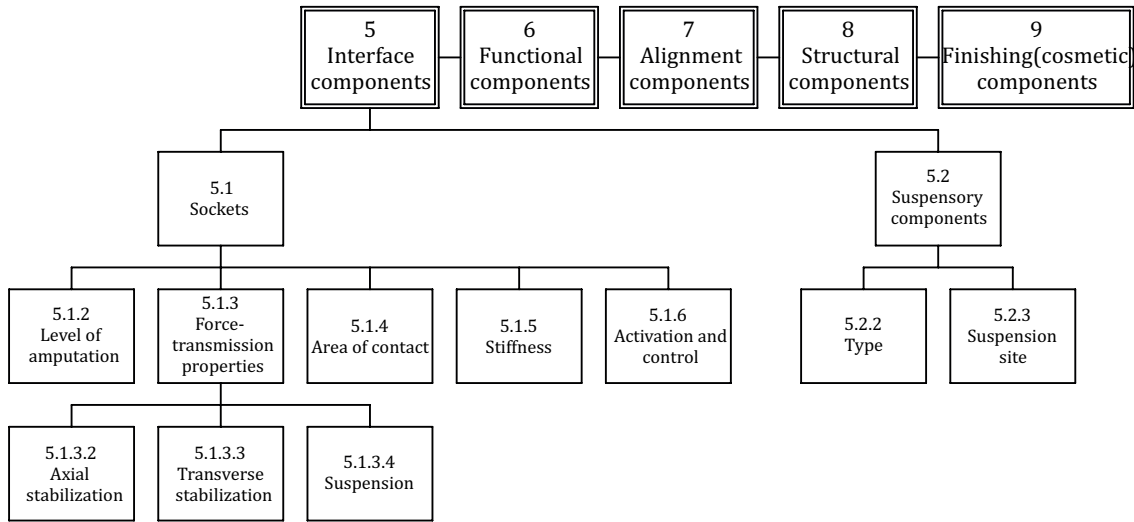 5
Interface
components
6
Functional
components
7
Alignment
components
8
Structural
components
9
Finishing(cosmetic)
components
5.1
Sockets
5.2
Suspensory
components
5.1.2
Level of
amputation
5.1.3
Force-
transmission
properties
5.1.4
Area of contact
5.1.5
Stiffness
5.1.6
Activation and
control
5.2.2
Type
5.2.3
Suspension
site
5.1.3.2
Axial
stabilization
5.1.3.3
Transverse
stabilization
5.1.3.4
Suspension